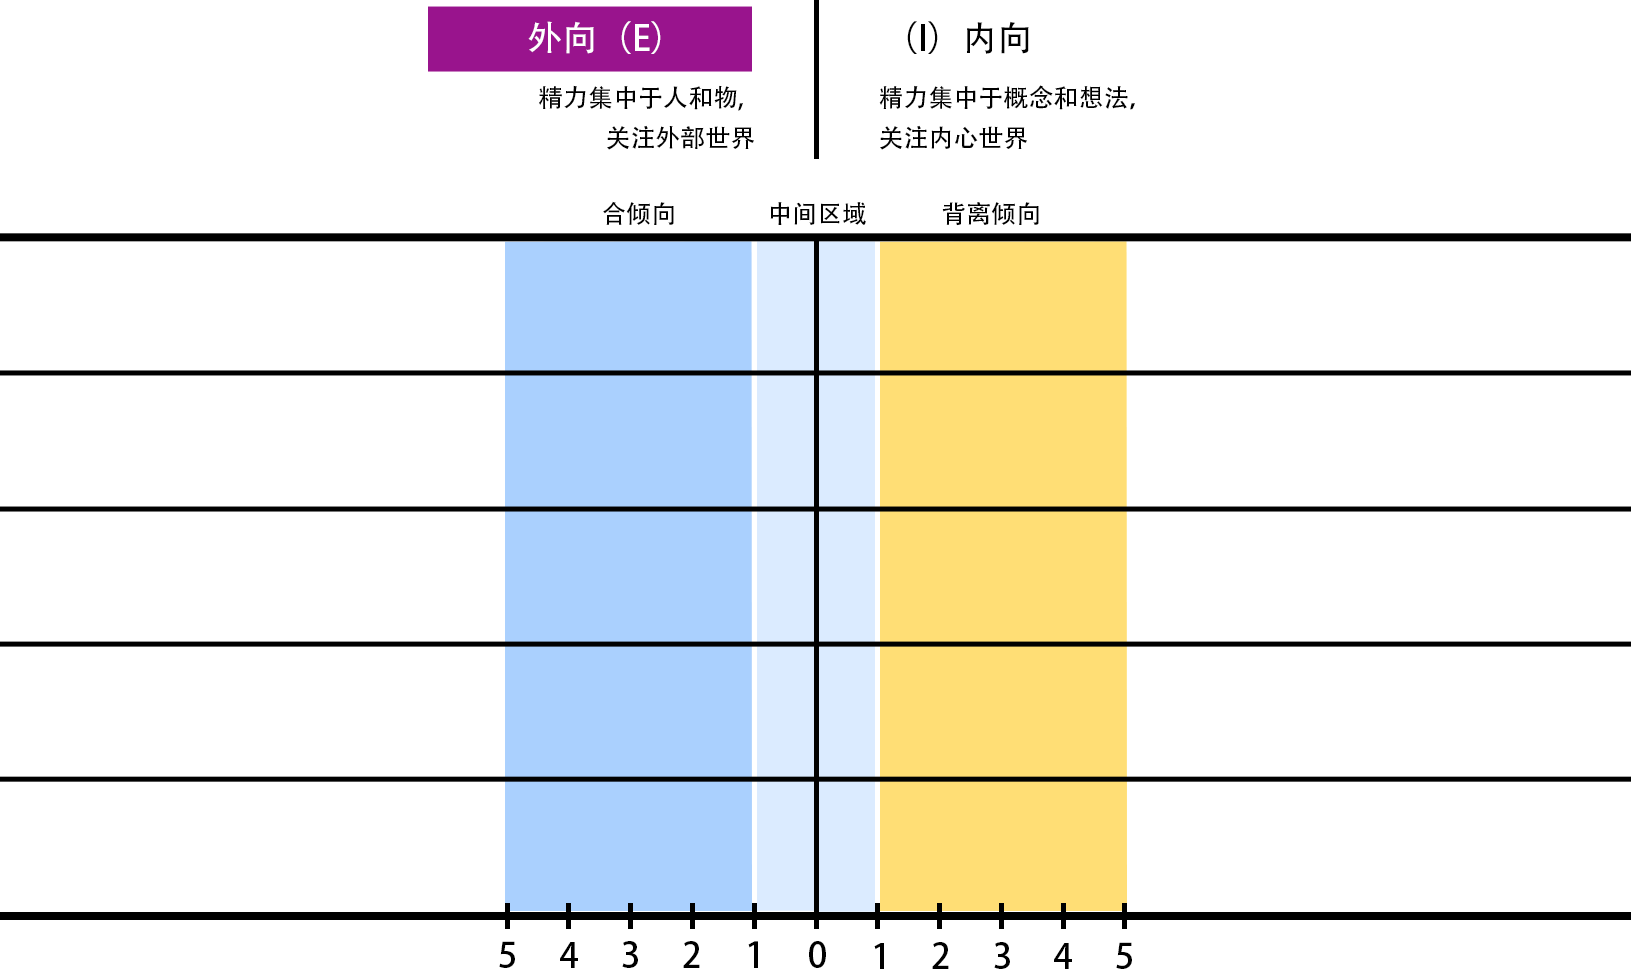 外向（E）
（I）内向
精力集中于人和物,
关注外部世界
精力集中于概念和想法,
关注内心世界
合倾向 中间区域 背离倾向
5 4 3 2 1 0 1 2 3 4 5